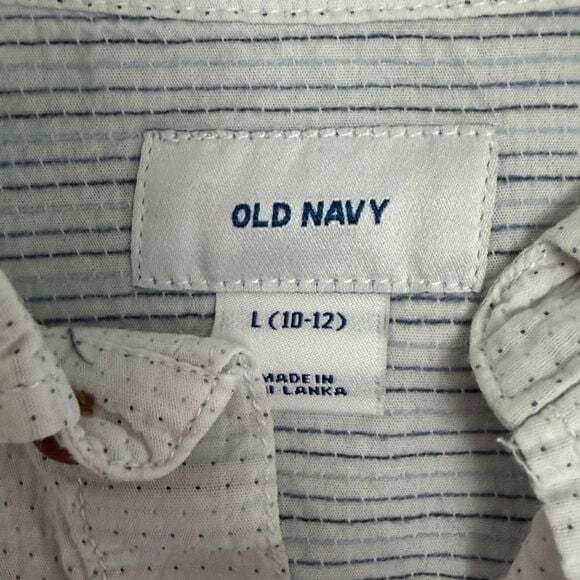 OLD NAVY
L (10-12)
MADE IN
LANKA